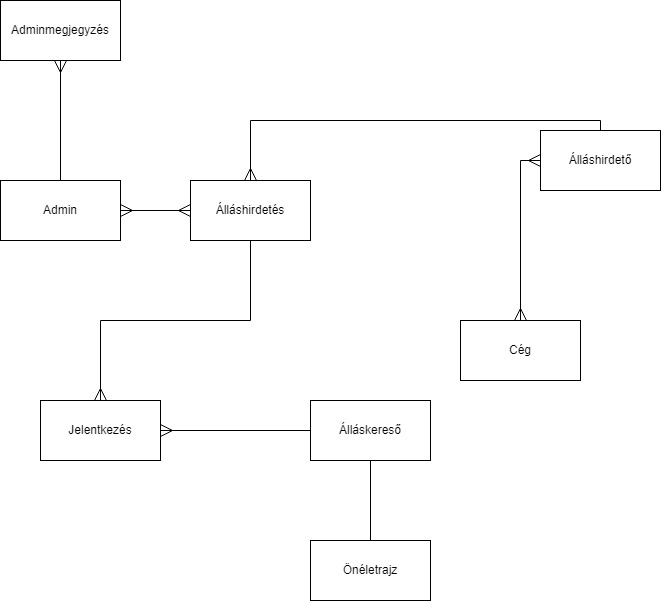 Adminmegjegyzés
Álláshirdető
Admin
Álláshirdetés
Cég
Jelentkezés
Álláskereső
Önéletrajz